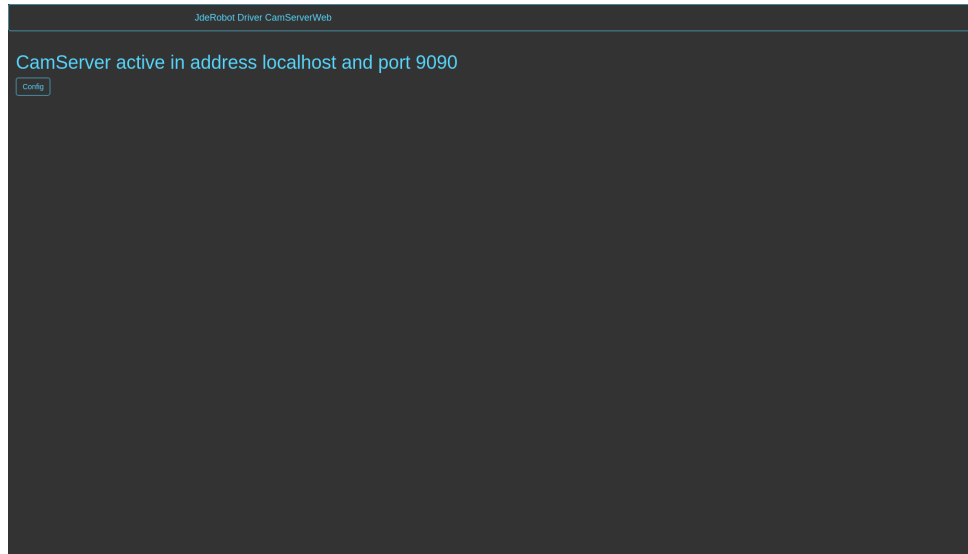 JdeRobot Driver CamServerWeb
CamServer active in address localhost and port 9090
Config